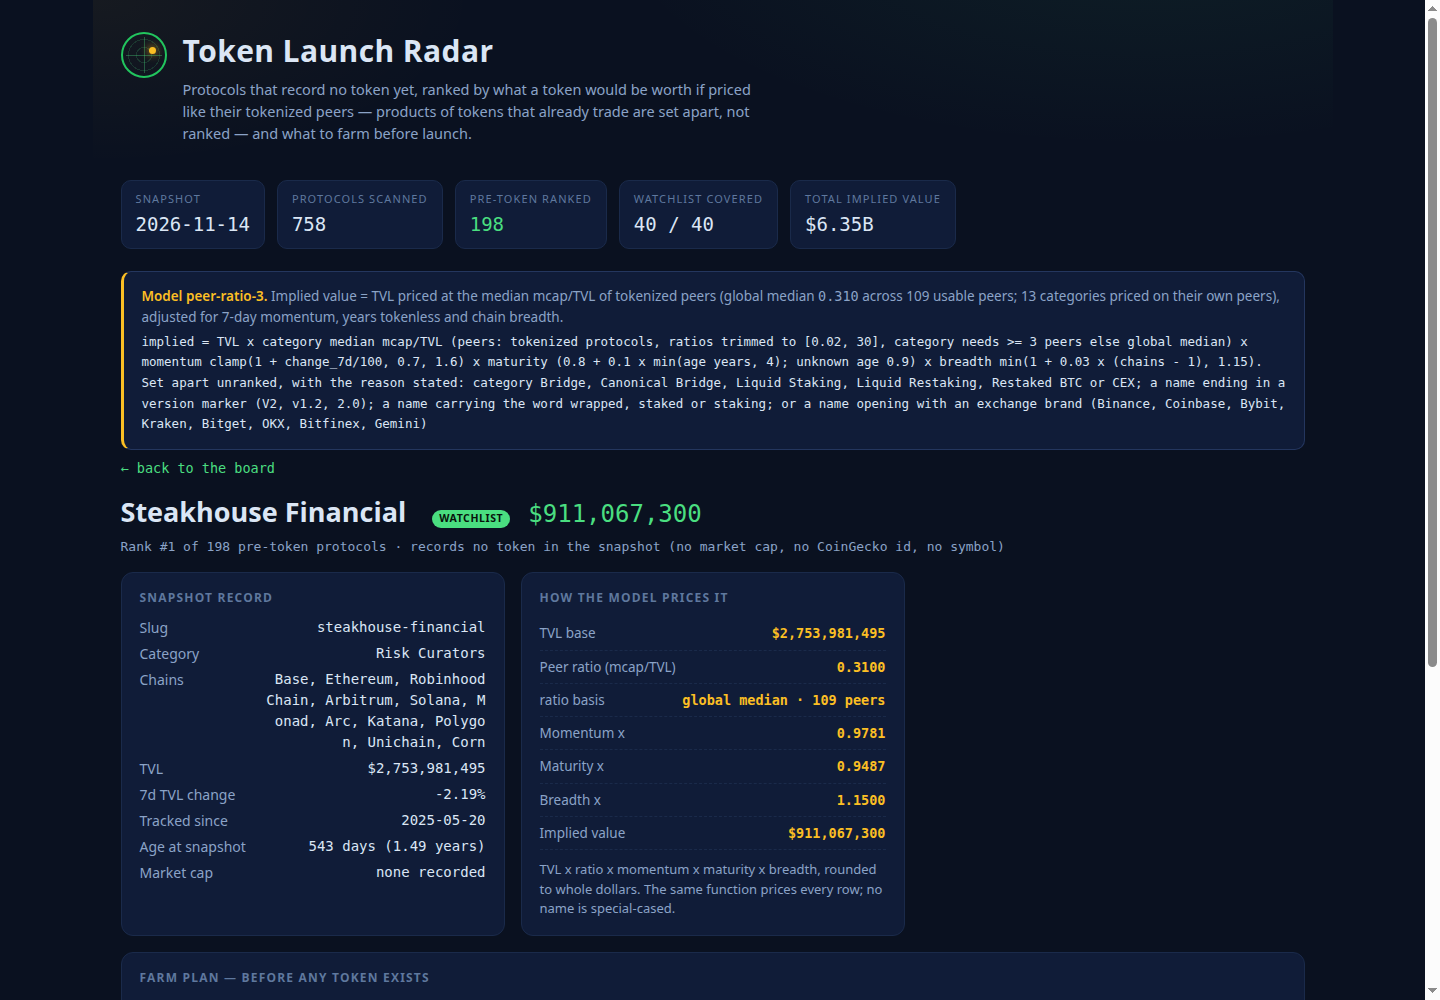 Token Launch Radar
Protocols that record no token yet, ranked by what a token would be worth if priced
like their tokenized peers — products of tokens that already trade are set apart, not
ranked — and what to farm before launch.
SNAPSHOT
2026-11-14
PROTOCOLS SCANNED
758
PRE-TOKEN RANKED
198
WATCHLIST COVERED
40 / 40
TOTAL IMPLIED VALUE
$6.35B
Model peer-ratio-3. Implied value = TVL priced at the median mcap/TVL of tokenized peers (global median 0.310 across 109 usable peers; 13 categories priced on their own peers),
adjusted for 7-day momentum, years tokenless and chain breadth.
implied = TVL x category median mcap/TVL (peers: tokenized protocols, ratios trimmed to [0.02, 30], category needs >= 3 peers else global median) x
momentum clamp(1 + change_7d/100, 0.7, 1.6) x maturity (0.8 + 0.1 x min(age years, 4); unknown age 0.9) x breadth min(1 + 0.03 x (chains - 1), 1.15).
Set apart unranked, with the reason stated: category Bridge, Canonical Bridge, Liquid Staking, Liquid Restaking, Restaked BTC or CEX; a name ending in a
version marker (V2, v1.2, 2.0); a name carrying the word wrapped, staked or staking; or a name opening with an exchange brand (Binance, Coinbase, Bybit,
Kraken, Bitget, OKX, Bitfinex, Gemini)
← back to the board
Steakhouse Financial WATCHLIST $911,067,300
Rank #1 of 198 pre-token protocols · records no token in the snapshot (no market cap, no CoinGecko id, no symbol)
SNAPSHOT RECORD
Slug steakhouse-financial
Category Risk Curators
Chains Base, Ethereum, Robinhood
Chain, Arbitrum, Solana, M
onad, Arc, Katana, Polygo
n, Unichain, Corn
TVL $2,753,981,495
7d TVL change -2.19%
Tracked since 2025-05-20
Age at snapshot 543 days (1.49 years)
Market cap none recorded
HOW THE MODEL PRICES IT
TVL base $2,753,981,495
Peer ratio (mcap/TVL) 0.3100
ratio basis global median · 109 peers
Momentum x 0.9781
Maturity x 0.9487
Breadth x 1.1500
Implied value $911,067,300
TVL x ratio x momentum x maturity x breadth, rounded
to whole dollars. The same function prices every row; no
name is special-cased.
FARM PLAN — BEFORE ANY TOKEN EXISTS